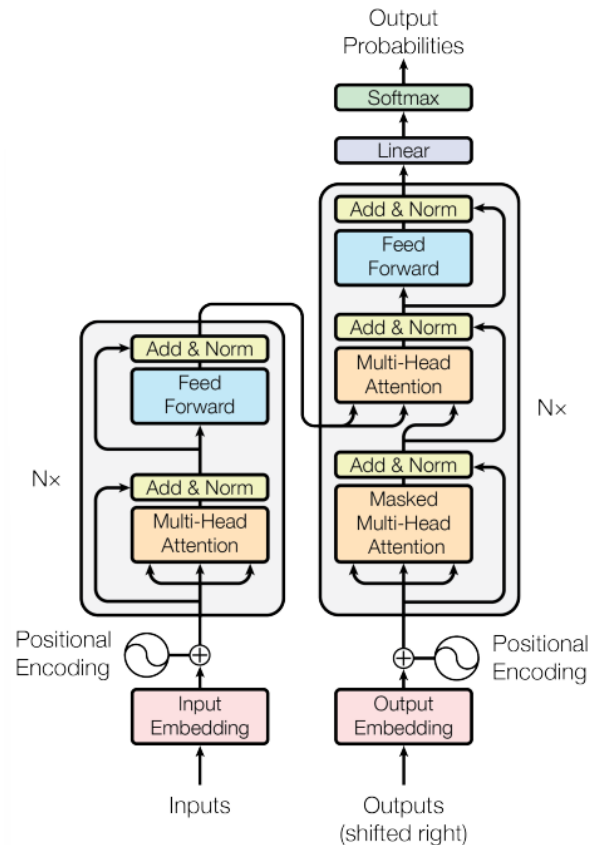 Output
Probabilities
Softmax
Linear
Add & Norm
Feed
Forward
Add & Norm
Multi-Head
Attention
Add & Norm
Masked
Multi-Head
Attention
Nx
Add & Norm
Feed
Forward
Add & Norm
Multi-Head
Attention
N×
Positional
Encoding
Positional
Encoding
Input
Embedding
Output
Embedding
Inputs
Outputs
(shifted right)